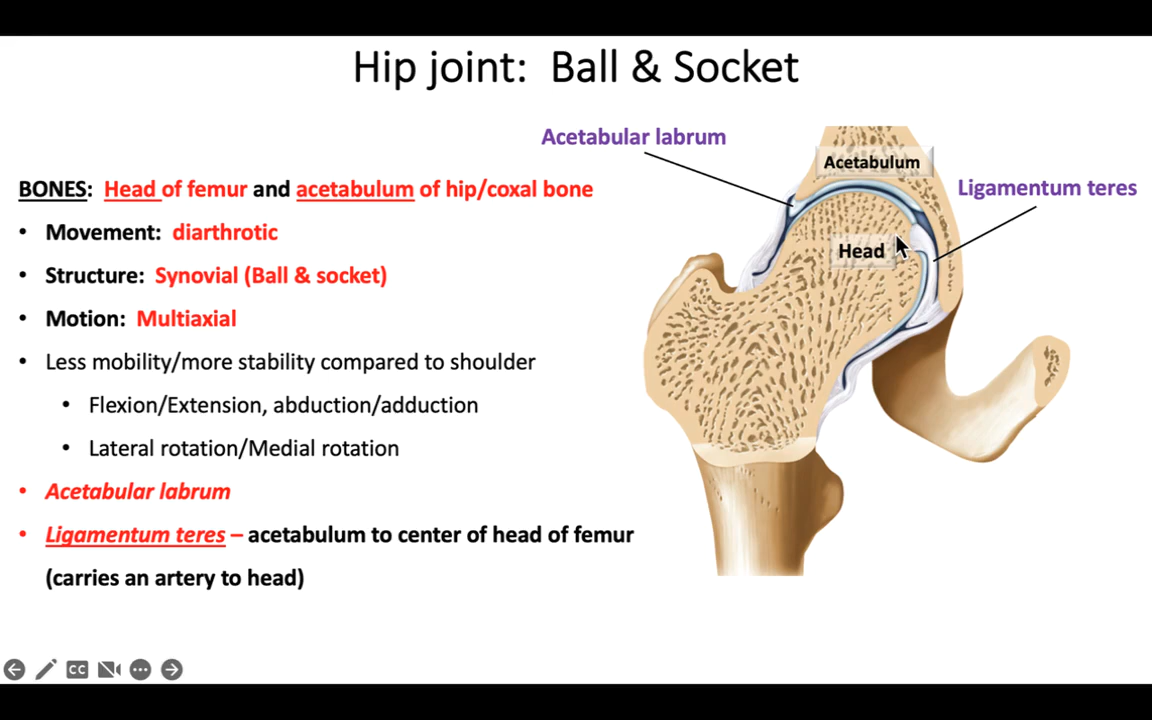 Hip joint: Ball & Socket
Acetabular labrum
Acetabulum
Ligamentum teres
Head
BONES: Head of femur and acetabulum of hip/coxal bone
• Movement: diarthrotic
• Structure: Synovial (Ball & socket)
• Motion: Multiaxial
• Less mobility/more stability compared to shoulder
• Flexion/Extension, abduction/adduction
• Lateral rotation/Medial rotation
• Acetabular labrum
• Ligamentum teres – acetabulum to center of head of femur
(carries an artery to head)
CC